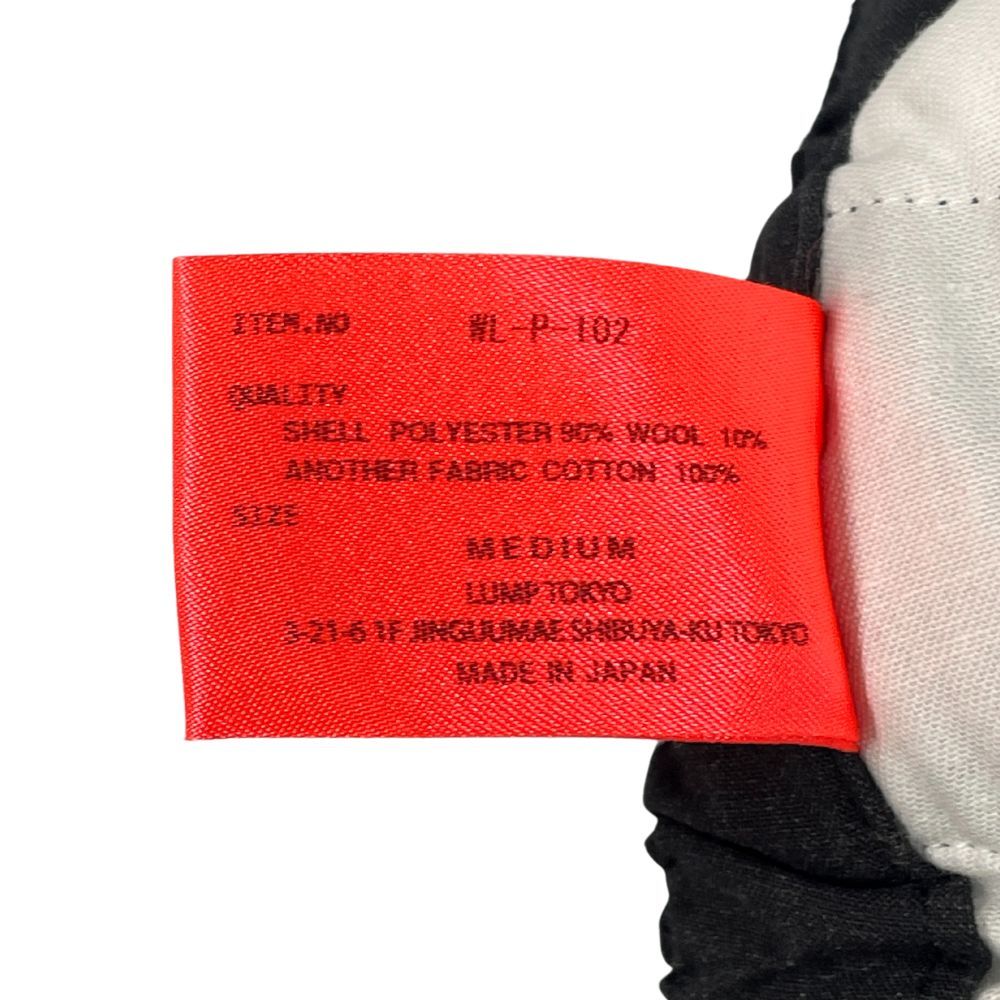 ITEM.NO WL-P-102
QUALITY
SHELL POLYESTER 90% WOOL 10%
ANOTHER FABRIC COTTON 100%
SIZE
MEDIUM
LUMP TOKYO
3-21-6 1F JINGUUMAE SHIBUYA-KU TOKYO
MADE IN JAPAN